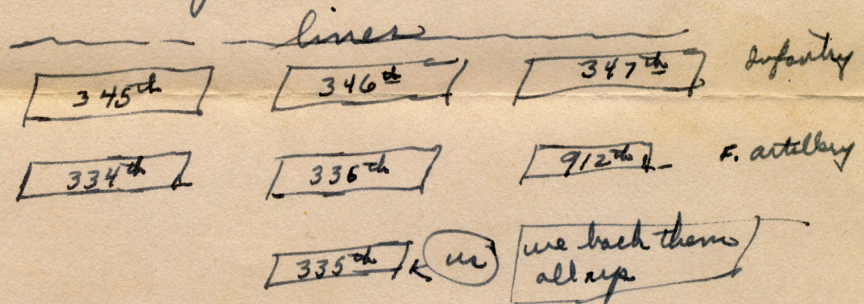 lines
345th 346th 347th Infantry
334th 336th 912th F. artillery
335th us we back them
all up